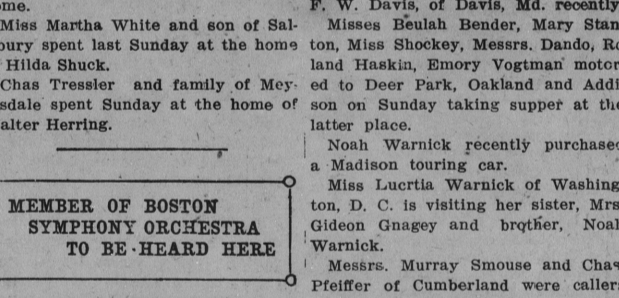 me.
Miss Martha White and son of Sal-
bury spent last Sunday at the home
Hilda Shuck.
Chas Tressler and family of Mey-
sdale spent Sunday at the home of
alter Herring.
MEMBER OF BOSTON
SYMPHONY ORCHESTRA
TO BE HEARD HERE
F. W. Davis, of Davis, Md. recently
Misses Beulah Bender, Mary Stan
ton, Miss Shockey, Messrs. Dando, Ro
land Haskin, Emory Vogtman motor
ed to Deer Park, Oakland and Addi
son on Sunday taking supper at the
latter place.
Noah Warnick recently purchased
a Madison touring car.
Miss Lucrtia Warnick of Washing
ton, D. C. is visiting her sister, Mrs
Gideon Gnagey and brother, Noah
Warnick.
Messrs. Murray Smouse and Chas
Pfeiffer of Cumberland were callers